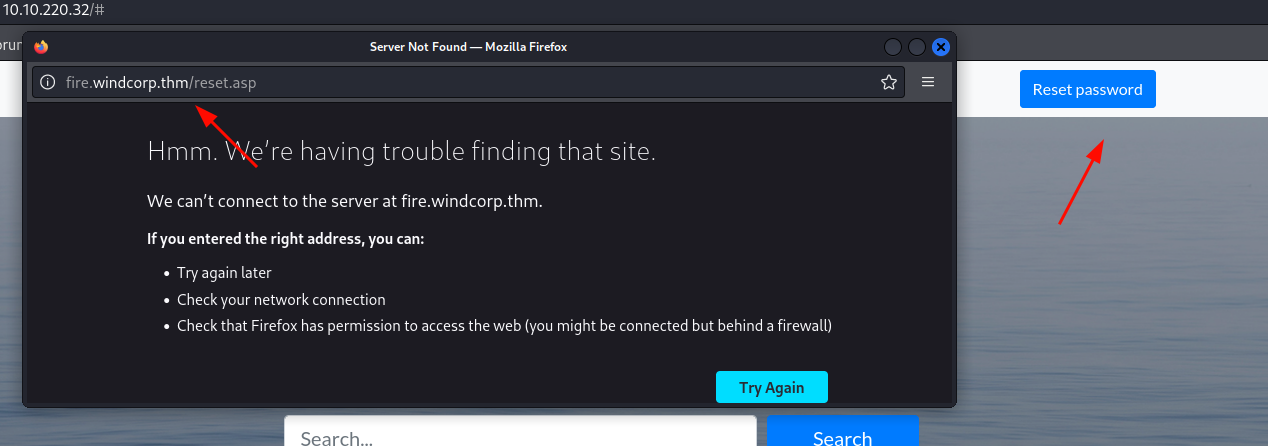 10.10.220.32/#
Server Not Found — Mozilla Firefox
fire.windcorp.thm/reset.asp
Reset password
Hmm. We're having trouble finding that site.
We can't connect to the server at fire.windcorp.thm.
If you entered the right address, you can:
• Try again later
• Check your network connection
• Check that Firefox has permission to access the web (you might be connected but behind a firewall)
Try Again
Search...
Search